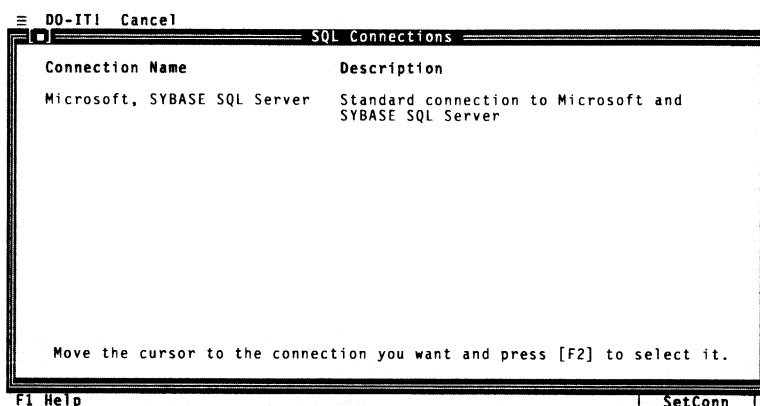 ≡ DO-IT! Cancel
SQL Connections
Connection Name Description
Microsoft, SYBASE SQL Server Standard connection to Microsoft and
SYBASE SQL Server
Move the cursor to the connection you want and press [F2] to select it.
F1 Help SetConn